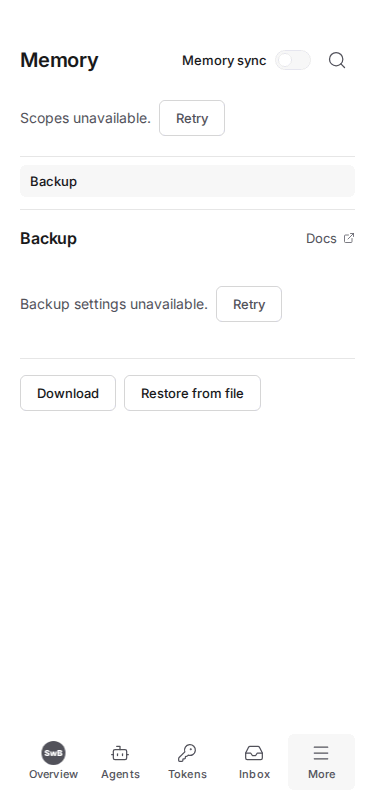 Memory
Memory sync
Scopes unavailable.
Retry
Backup
Backup
Docs
Backup settings unavailable.
Retry
Download
Restore from file
SwB
Overview
Agents
Tokens
Inbox
More